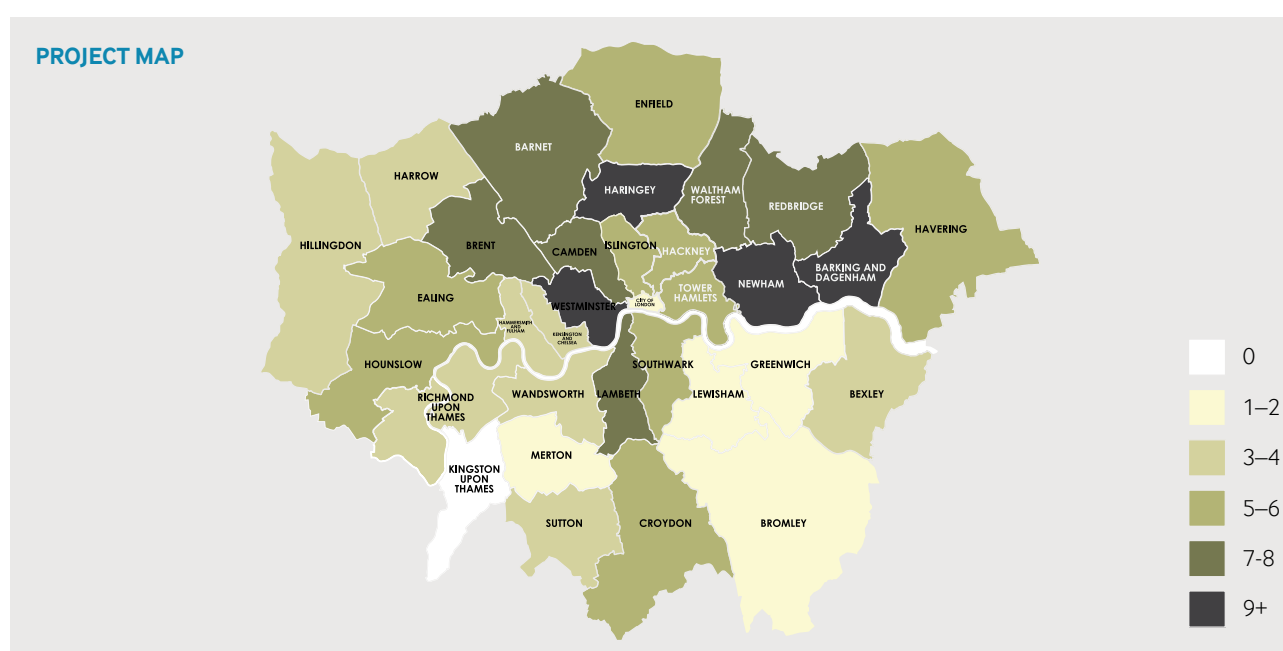 PROJECT MAP
ENFIELD
BARNET
HARROW
HARINGEY
WALTHAM
FOREST
REDBRIDGE
HAVERING
HILLINGDON
BRENT
CAMDEN
ISLINGTON
HACKNEY
BARKING AND
DAGENHAM
NEWHAM
EALING
TOWER
HAMLETS
WESTMINSTER
CITY OF
LONDON
HAMMERSMITH
AND
FULHAM
KENSINGTON
AND
CHELSEA
HOUNSLOW
SOUTHWARK
GREENWICH
RICHMOND
UPON
THAMES
WANDSWORTH
LAMBETH
LEWISHAM
BEXLEY
MERTON
KINGSTON
UPON
THAMES
SUTTON
CROYDON
BROMLEY
0
1–2
3–4
5–6
7-8
9+